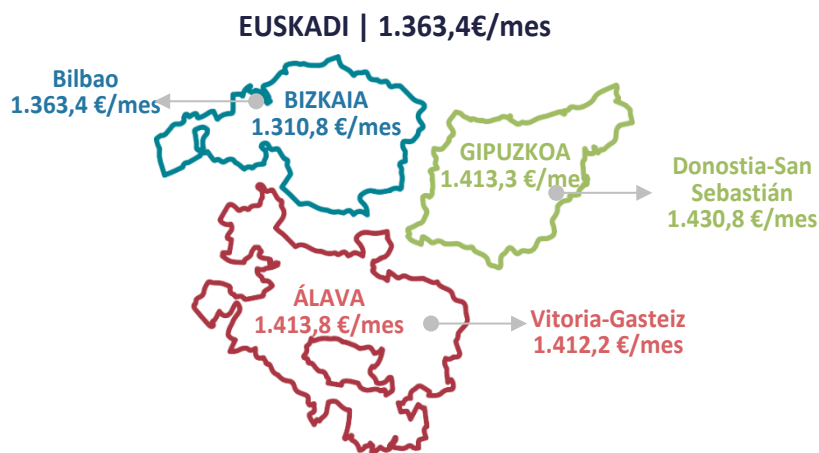 EUSKADI | 1.363,4€/mes
Bilbao
1.363,4 €/mes
BIZKAIA
1.310,8 €/mes
GIPUZKOA
1.413,3 €/mes
Donostia-San
Sebastián
1.430,8 €/mes
ÁLAVA
1.413,8 €/mes
Vitoria-Gasteiz
1.412,2 €/mes